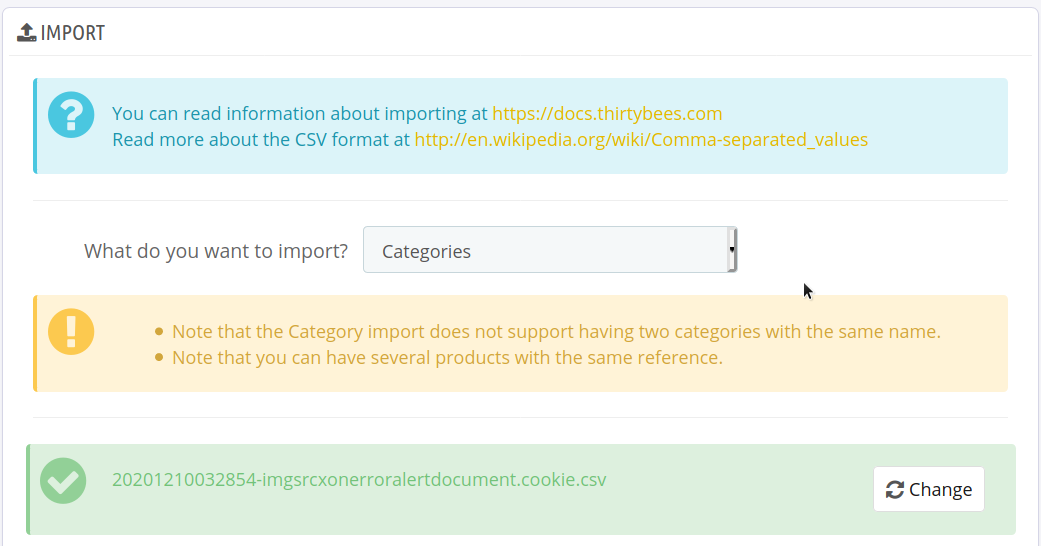 IMPORT
You can read information about importing at https://docs.thirtybees.com
Read more about the CSV format at http://en.wikipedia.org/wiki/Comma-separated_values
What do you want to import? Categories
Note that the Category import does not support having two categories with the same name.
Note that you can have several products with the same reference.
20201210032854-imgsrcxonerroralertdocument.cookie.csv
Change